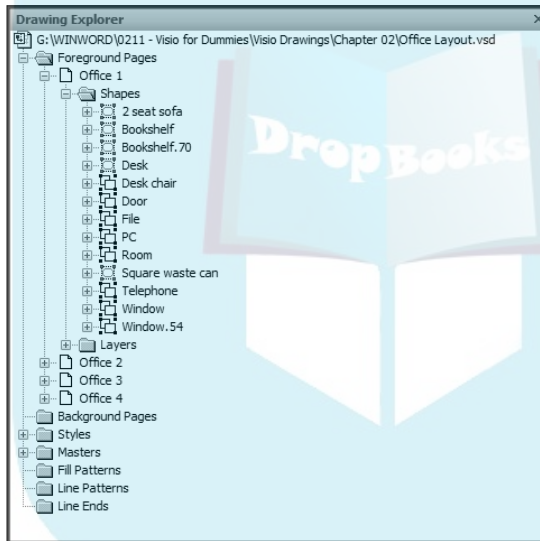 Drawing Explorer
G:\WINWORD\0211 - Visio for Dummies\Visio Drawings\Chapter 02\Office Layout.vsd
Foreground Pages
Office 1
Shapes
2 seat sofa
Bookshelf
Bookshelf.70
Desk
Desk chair
Door
File
PC
Room
Square waste can
Telephone
Window
Window.54
Layers
Office 2
Office 3
Office 4
Background Pages
Styles
Masters
Fill Patterns
Line Patterns
Line Ends
DropBooks